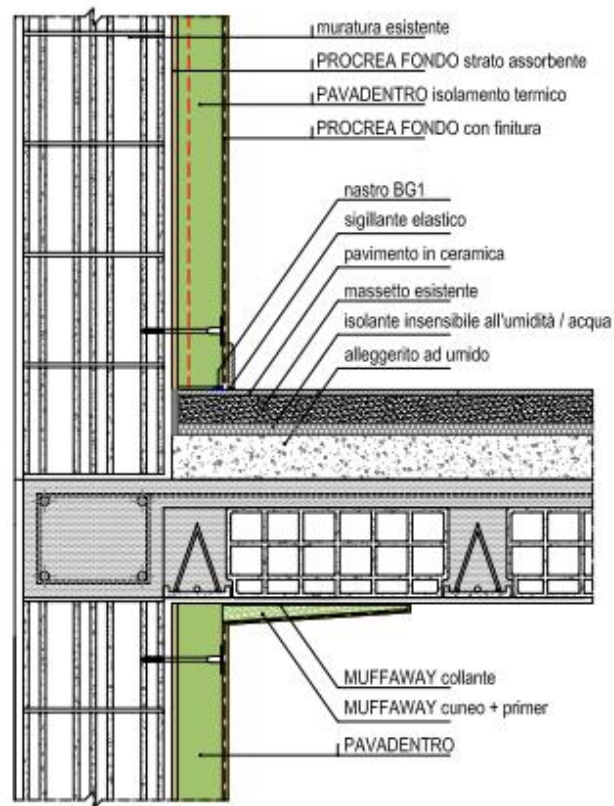 muratura esistente
PROCREA FONDO strato assorbente
PAVADENTRO isolamento termico
PROCREA FONDO con finitura
nastro BG1
sigillante elastico
pavimento in ceramica
massetto esistente
isolante insensibile all'umidità / acqua
alleggerito ad umido
MUFFAWAY collante
MUFFAWAY cuneo + primer
PAVADENTRO